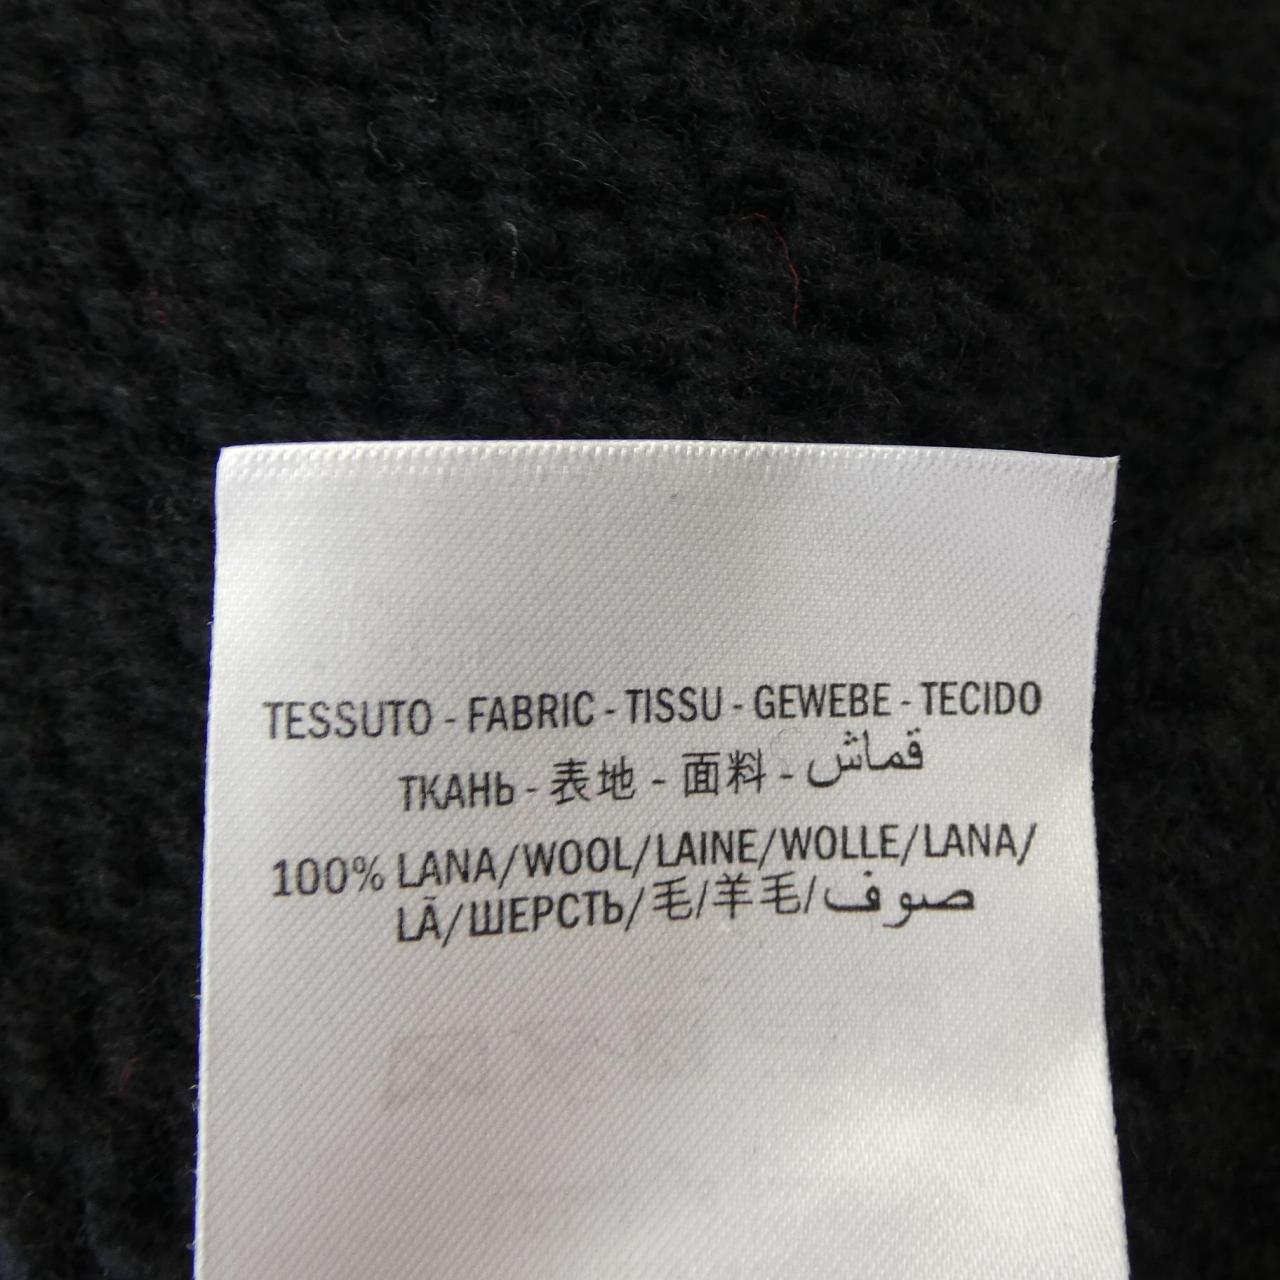 TESSUTO - FABRIC - TISSU - GEWEBE - TECIDO
ТКАНЬ - 表地 - 面料 - قماش
100% LANA/WOOL/LAINE/WOLLE/LANA/
LÃ/ШЕРСТЬ/毛/羊毛/صوف